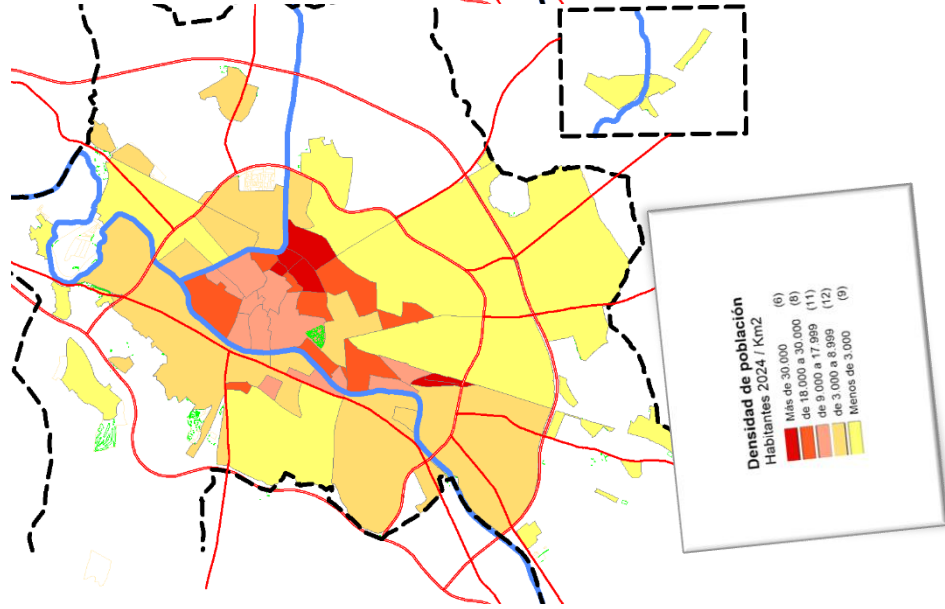 Densidad de población
Habitantes 2024 / Km2
Más de 30.000 (6)
de 18.000 a 30.000 (8)
de 9.000 a 17.999 (11)
de 3.000 a 8.999 (12)
Menos de 3.000 (9)